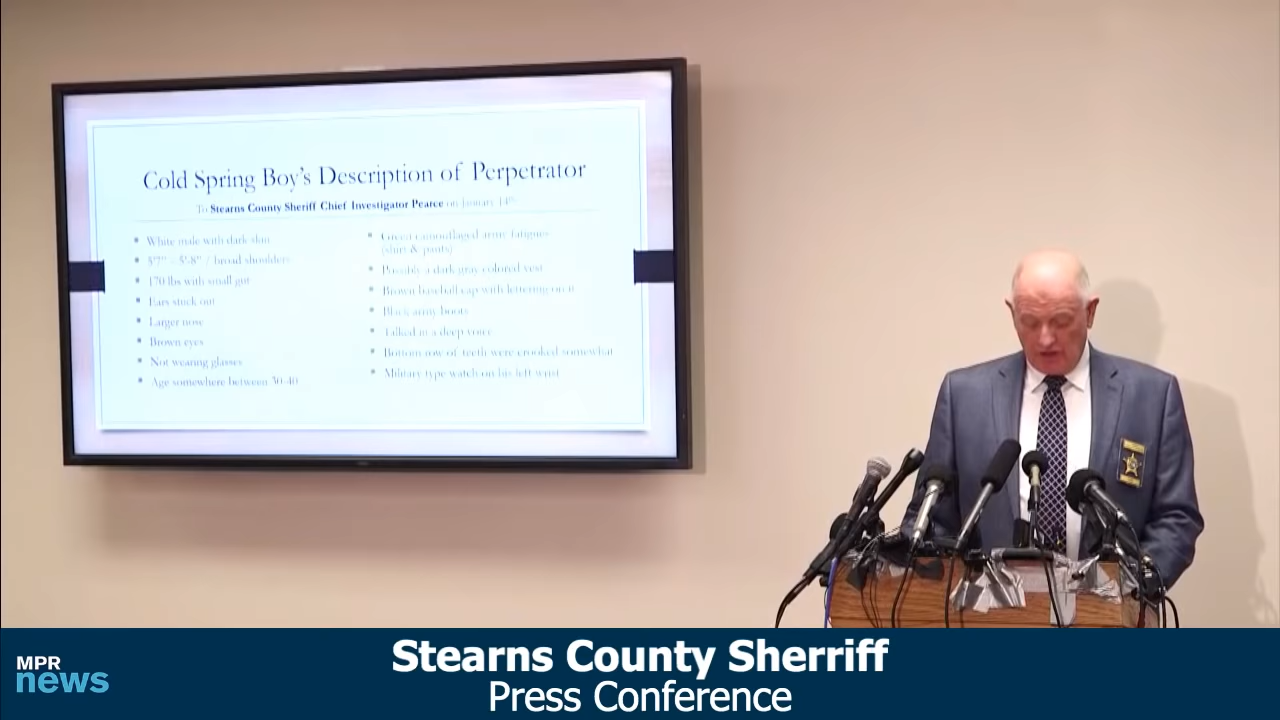 Cold Spring Boy's Description of Perpetrator
To Stearns County Sheriff Chief Investigator Pearce on January 14th
White male with dark skin
5'7" – 5'-8" / broad shoulders
170 lbs with small gut
Ears stuck out
Larger nose
Brown eyes
Not wearing glasses
Age somewhere between 30-40
Green camouflaged army fatigues
(shirt & pants)
Possibly a dark gray colored vest
Brown baseball cap with lettering on it
Black army boots
Talked in a deep voice
Bottom row of teeth were crooked somewhat
Military type watch on his left wrist
Stearns County Sherriff
Press Conference
MPR
news